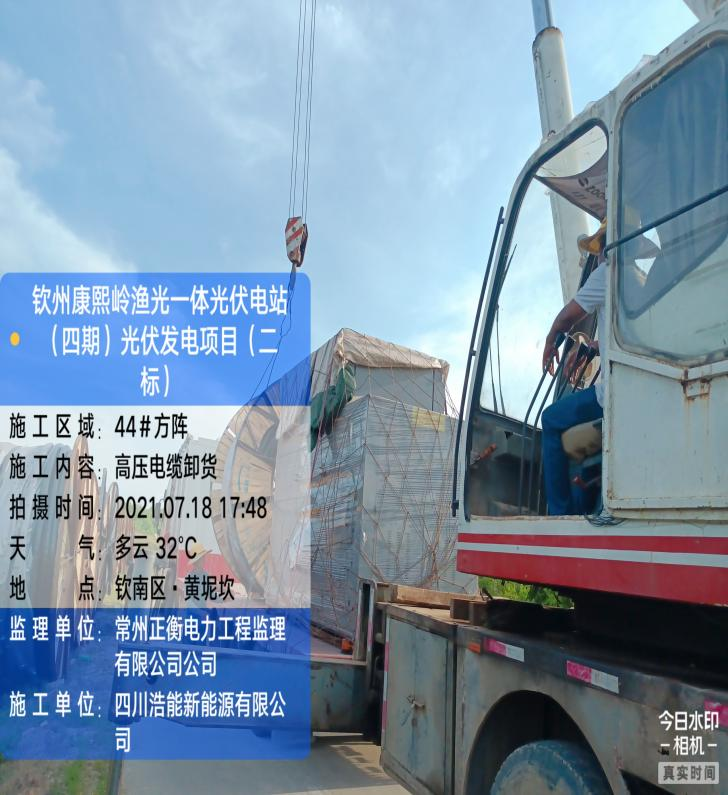 钦州康熙岭渔光一体光伏电站
（四期）光伏发电项目（二
标）
施工区域：44#方阵
施工内容：高压电缆卸货
拍摄时间：2021.07.18 17:48
天气：多云 32℃
地点：钦南区·黄坭坎
监理单位：常州正衡电力工程监理
有限公司公司
施工单位：四川浩能新能源有限公
司
今日水印
-相机-
真实时间